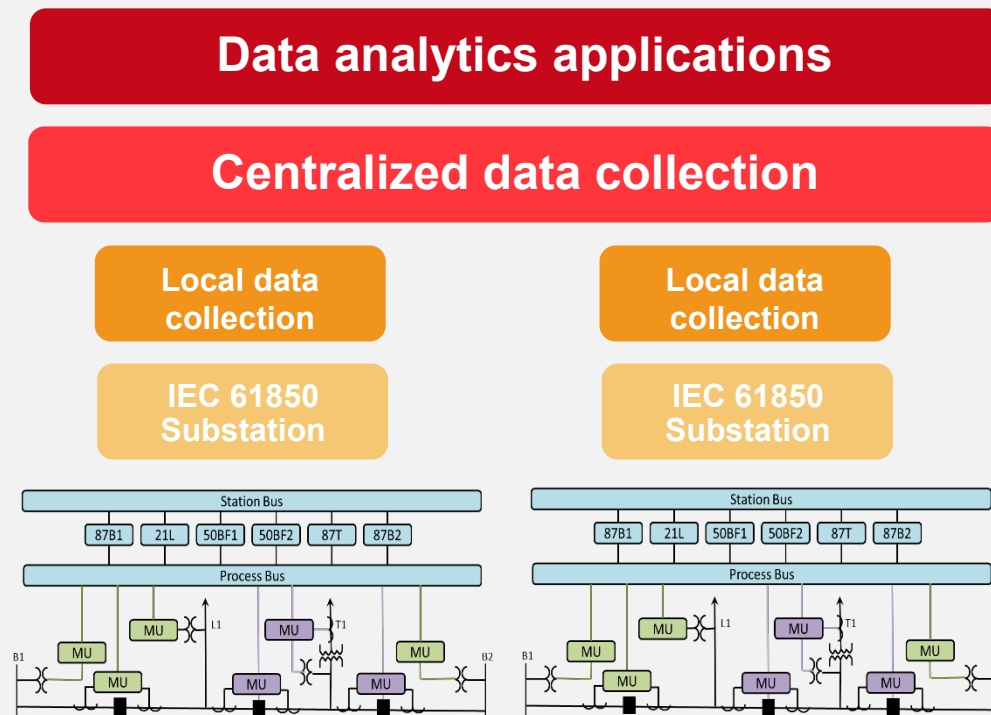 Data analytics applications
Centralized data collection
Local data
collection
Local data
collection
IEC 61850
Substation
IEC 61850
Substation
Station Bus
87B1 21L 50BF1 50BF2 87T 87B2
Process Bus
MU L1 MU T1
B1 MU MU B2
MU MU MU
Station Bus
87B1 21L 50BF1 50BF2 87T 87B2
Process Bus
MU L1 MU T1
B1 MU MU
MU MU MU